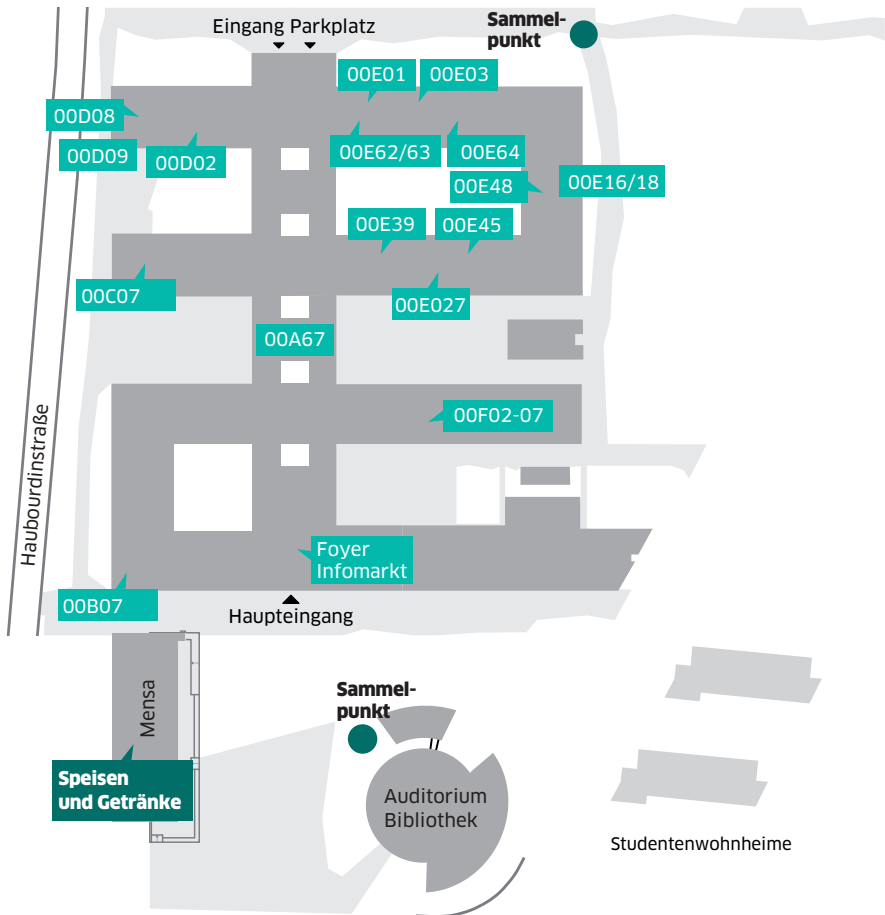 Eingang Parkplatz
Sammel-
punkt
00E01
00E03
00D08
00D09
00D02
00E62/63
00E64
00E48
00E16/18
00E39
00E45
00C07
00E027
00A67
00F02-07
Haubourdinstraße
Foyer
Infomarkt
00B07
Haupteingang
Mensa
Sammel-
punkt
Speisen
und Getränke
Auditorium
Bibliothek
Studentenwohnheime